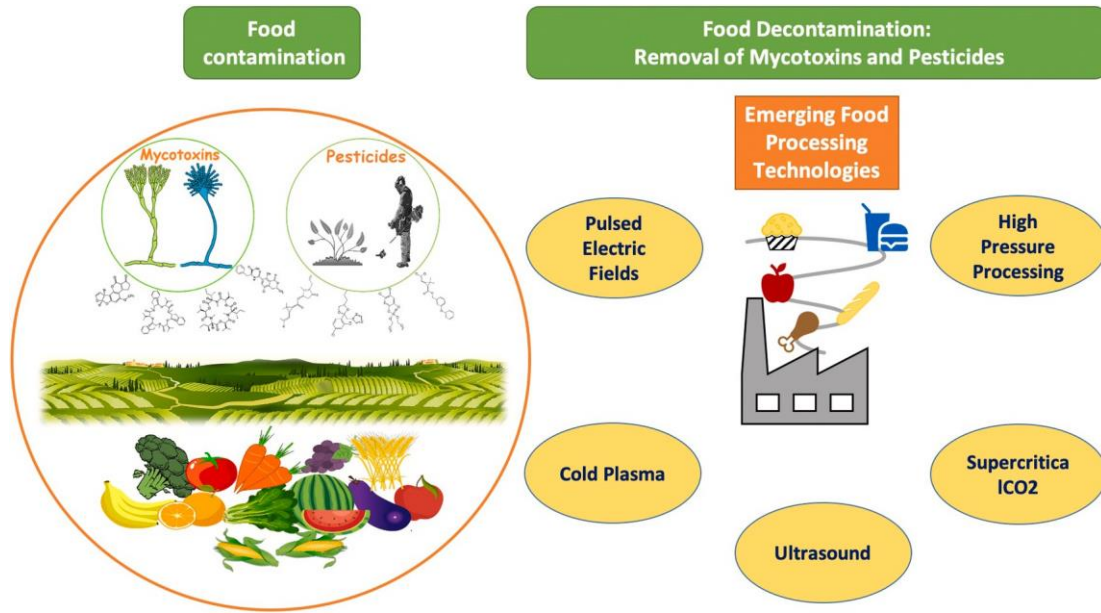 Food
contamination
Food Decontamination:
Removal of Mycotoxins and Pesticides
Mycotoxins
Pesticides
Emerging Food
Processing
Technologies
Pulsed
Electric
Fields
High
Pressure
Processing
Cold Plasma
Supercritica
lCO2
Ultrasound